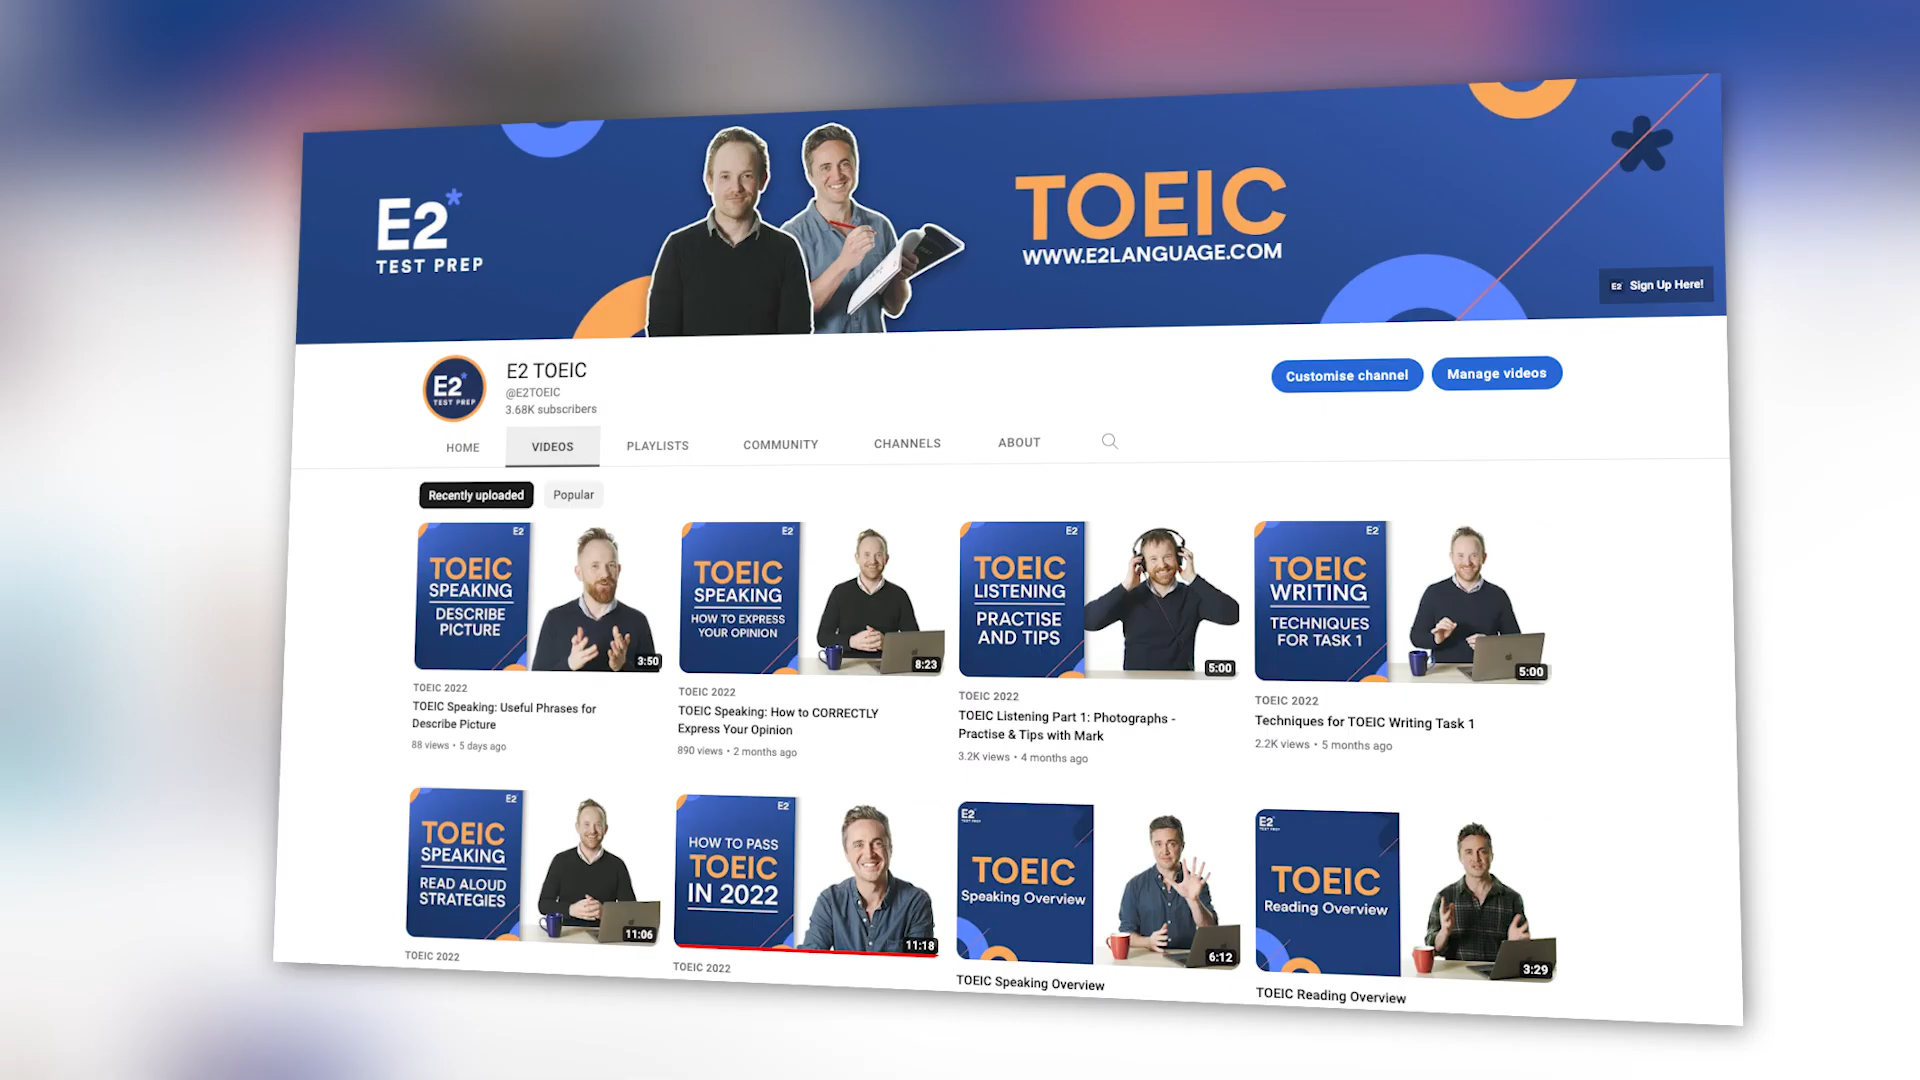 E2*
TEST PREP
TOEIC
WWW.E2LANGUAGE.COM
E2 Sign Up Here!
E2*
TEST PREP
E2 TOEIC
@E2TOEIC
3.68K subscribers
Customise channel
Manage videos
HOME
VIDEOS
PLAYLISTS
COMMUNITY
CHANNELS
ABOUT
Recently uploaded
Popular
E2
TOEIC
SPEAKING
DESCRIBE
PICTURE
3:50
TOEIC 2022
TOEIC Speaking: Useful Phrases for
Describe Picture
88 views • 5 days ago
E2
TOEIC
SPEAKING
HOW TO EXPRESS
YOUR OPINION
8:23
TOEIC 2022
TOEIC Speaking: How to CORRECTLY
Express Your Opinion
890 views • 2 months ago
E2
TOEIC
LISTENING
PRACTISE
AND TIPS
5:00
TOEIC 2022
TOEIC Listening Part 1: Photographs -
Practise & Tips with Mark
3.2K views • 4 months ago
E2
TOEIC
WRITING
TECHNIQUES
FOR TASK 1
5:00
TOEIC 2022
Techniques for TOEIC Writing Task 1
2.2K views • 5 months ago
E2
TOEIC
SPEAKING
READ ALOUD
STRATEGIES
11:06
TOEIC 2022
E2
HOW TO PASS
TOEIC
IN 2022
11:18
TOEIC 2022
E2
TEST PREP
TOEIC
Speaking Overview
6:12
TOEIC Speaking Overview
E2
TEST PREP
TOEIC
Reading Overview
3:29
TOEIC Reading Overview